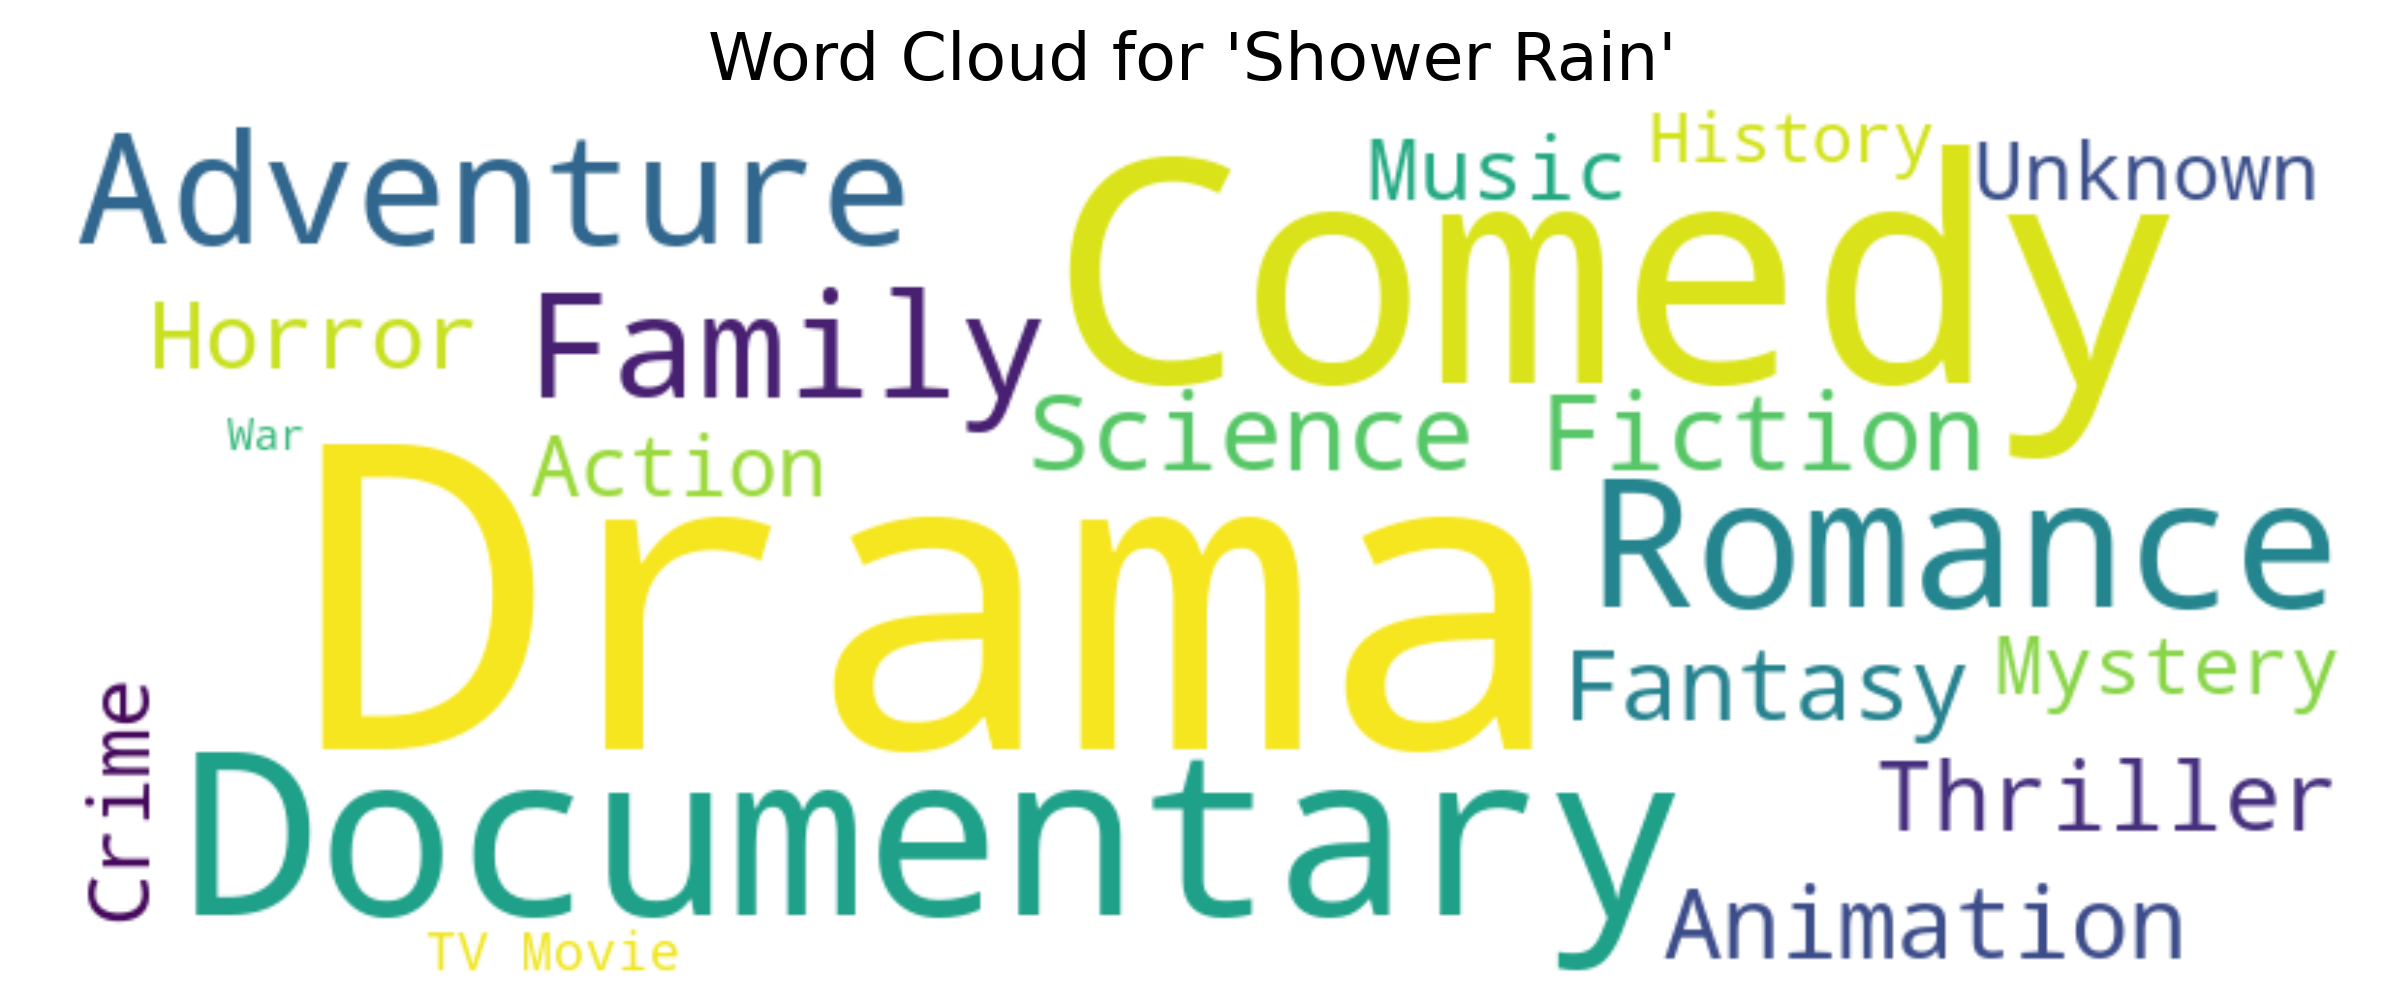 Word Cloud for 'Shower Rain'
Adventure
Music
History
Unknown
Comedy
Horror
Family
Science Fiction
War
Action
Drama
Romance
Fantasy
Mystery
Crime
Documentary
Thriller
TV Movie
Animation